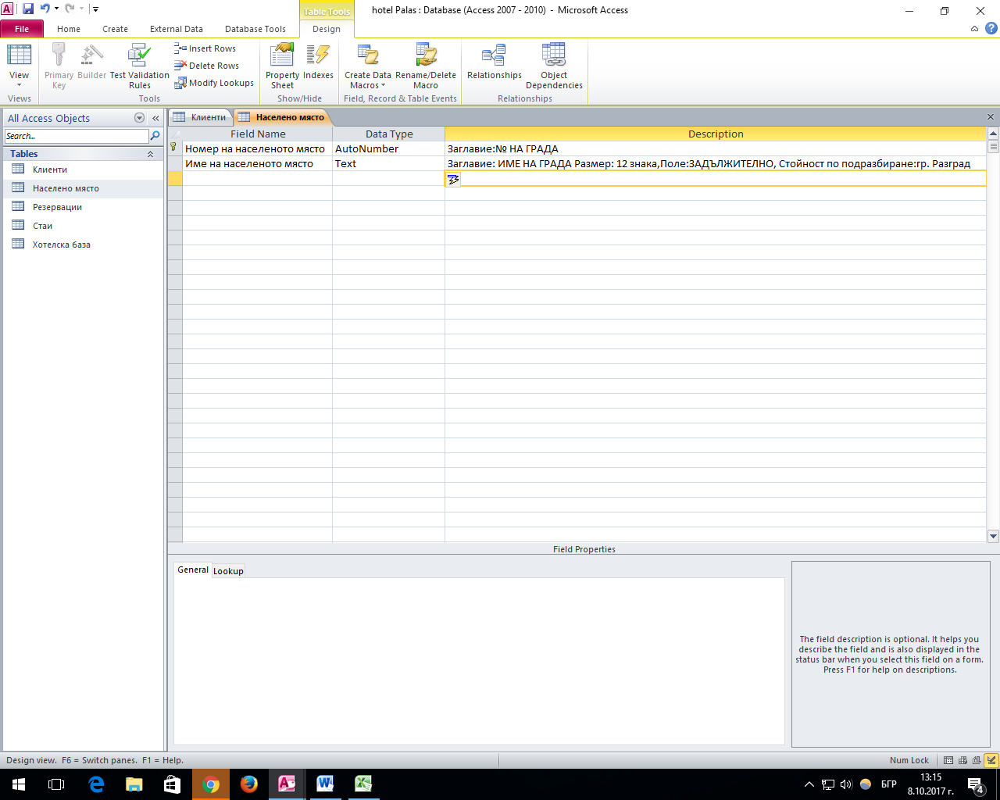 Table Tools
hotel Palas : Database (Access 2007 - 2010)  -  Microsoft Access
File Home Create External Data Database Tools Design
View
Views
Primary Key
Builder
Test Validation Rules
Insert Rows
Delete Rows
Modify Lookups
Tools
Property Sheet
Indexes
Show/Hide
Create Data Macros
Rename/Delete Macro
Field, Record & Table Events
Relationships
Object Dependencies
Relationships
All Access Objects
Search...
Tables
Клиенти
Населено място
Резервации
Стаи
Хотелска база
Клиенти Населено място
Field Name Data Type Description
Номер на населеното място AutoNumber Заглавие:№ НА ГРАДА
Име на населеното място Text Заглавие: ИМЕ НА ГРАДА Размер: 12 знака,Поле:ЗАДЪЛЖИТЕЛНО, Стойност по подразбиране:гр. Разград
Field Properties
General Lookup
The field description is optional. It helps you
describe the field and is also displayed in the
status bar when you select this field on a form.
Press F1 for help on descriptions.
Design view.  F6 = Switch panes.  F1 = Help.
Num Lock
БГР
13:15
8.10.2017 г.
4